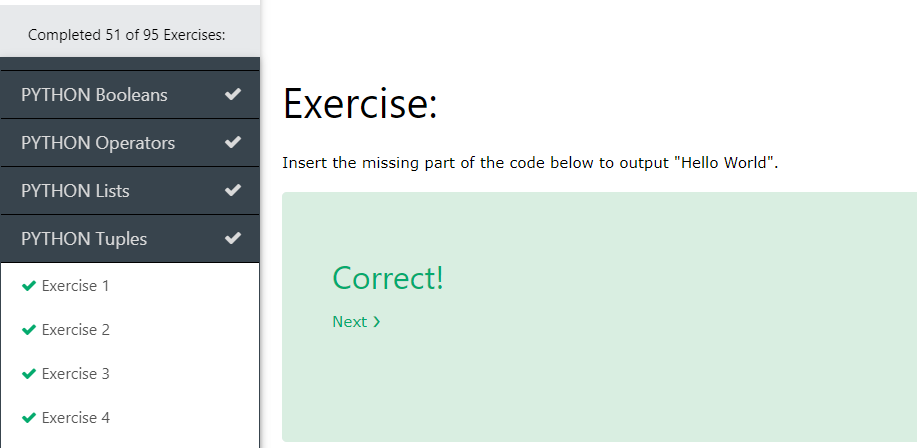 Completed 51 of 95 Exercises:
PYTHON Booleans
PYTHON Operators
PYTHON Lists
PYTHON Tuples
Exercise 1
Exercise 2
Exercise 3
Exercise 4
Exercise:
Insert the missing part of the code below to output "Hello World".
Correct!
Next ❯